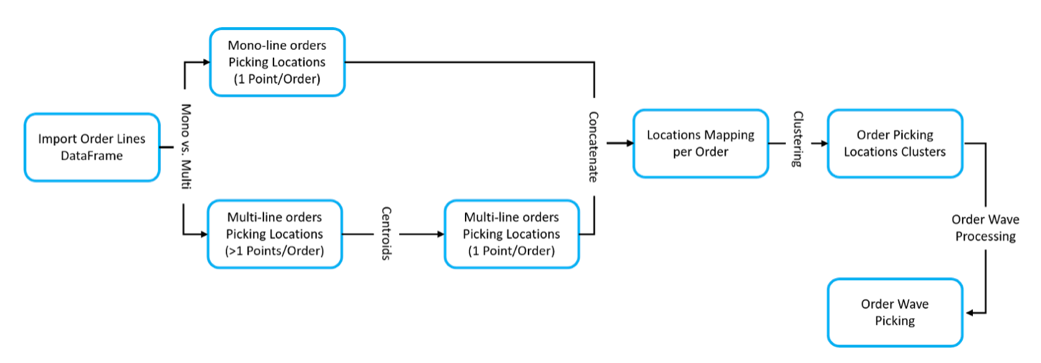 Import Order Lines
DataFrame
Mono vs. Multi
Mono-line orders
Picking Locations
(1 Point/Order)
Multi-line orders
Picking Locations
(>1 Points/Order)
Centroids
Multi-line orders
Picking Locations
(1 Point/Order)
Concatenate
Locations Mapping
per Order
Clustering
Order Picking
Locations Clusters
Order Wave
Processing
Order Wave
Picking